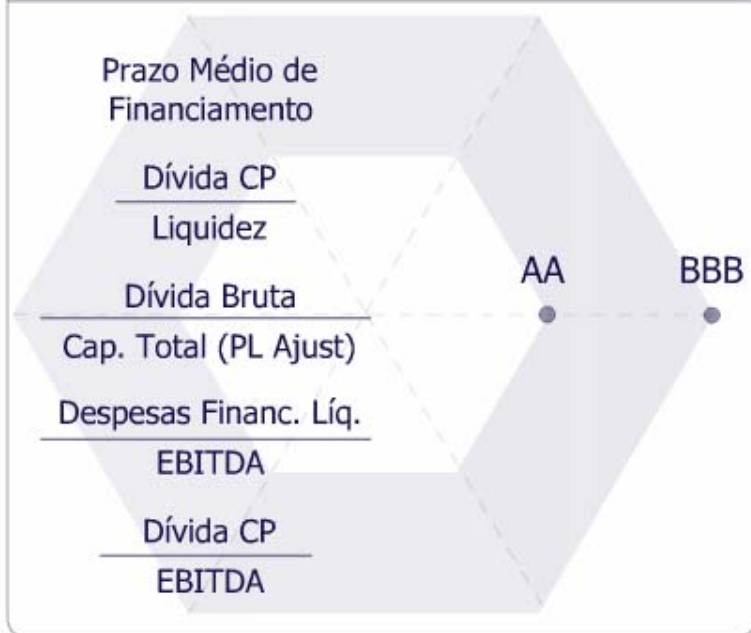 Prazo Médio de
Financiamento
Dívida CP
Liquidez
AA
BBB
Dívida Bruta
Cap. Total (PL Ajust)
Despesas Financ. Líq.
EBITDA
Dívida CP
EBITDA